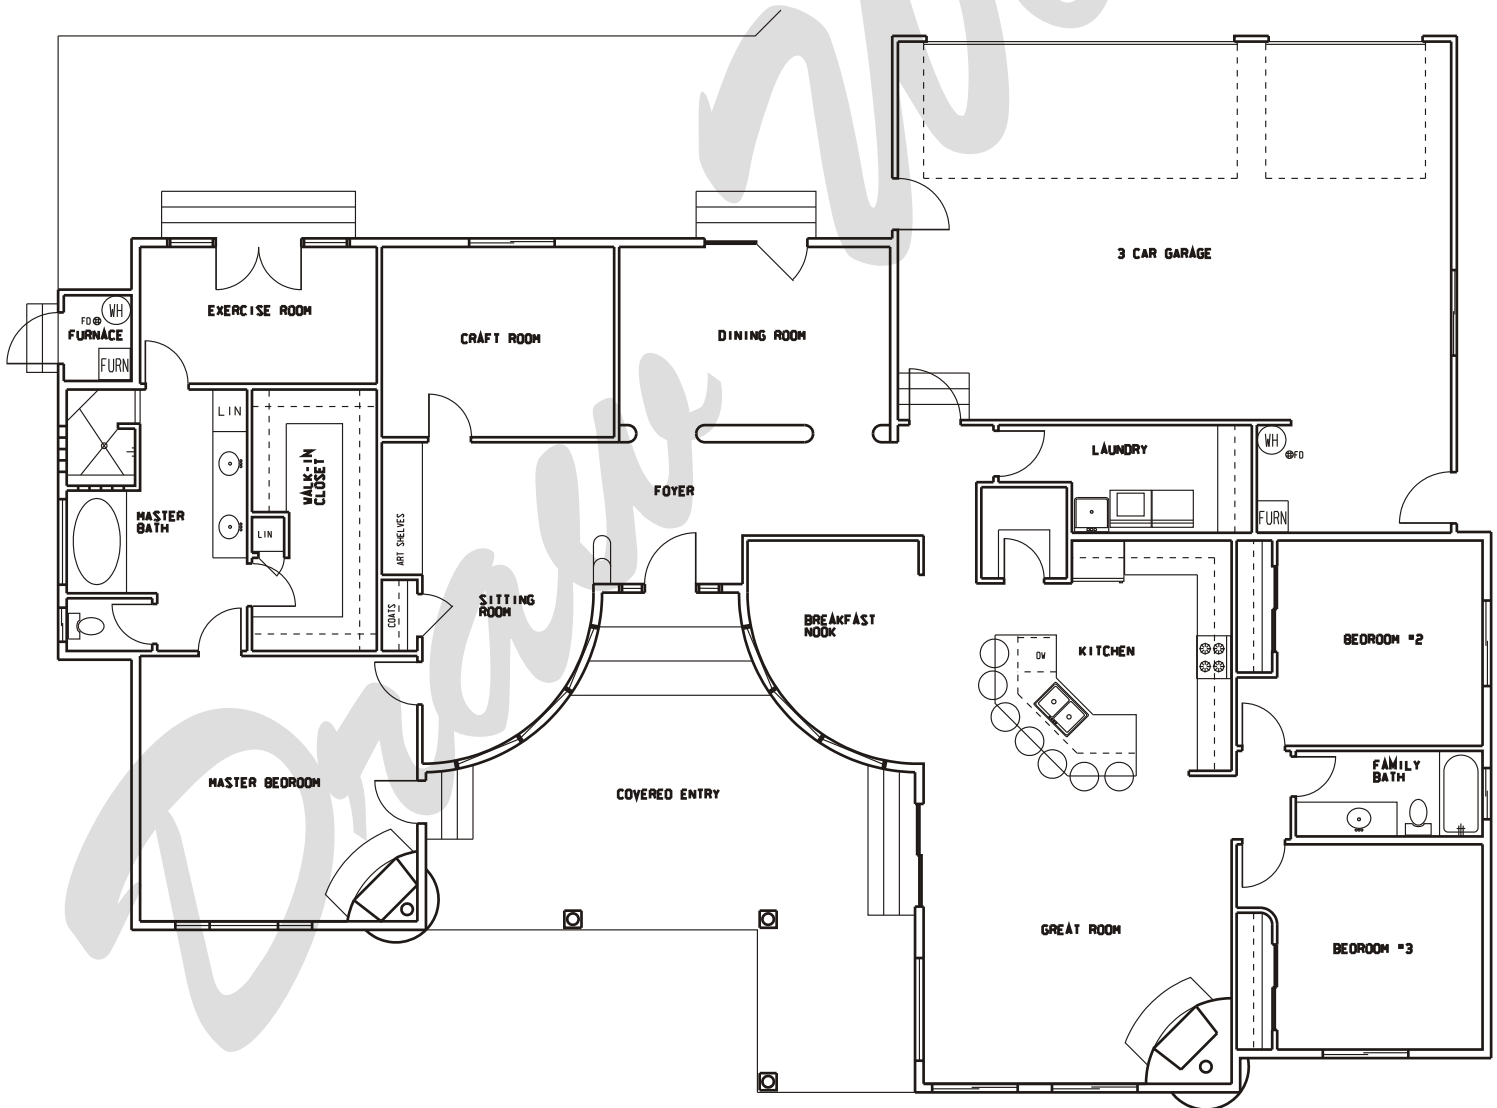 3 CAR GARAGE
EXERCISE ROOM
WH
FD
FURNACE
FURN
CRAFT ROOM
DINING ROOM
LIN
WALK-IN
CLOSET
MASTER
BATH
LIN
ART SHELVES
COATS
FOYER
LAUNDRY
WH
FD
FURN
SITTING
ROOM
BREAKFAST
NOOK
KITCHEN
DW
BEDROOM #2
FAMILY
BATH
MASTER BEDROOM
COVERED ENTRY
GREAT ROOM
BEDROOM #3
Draw